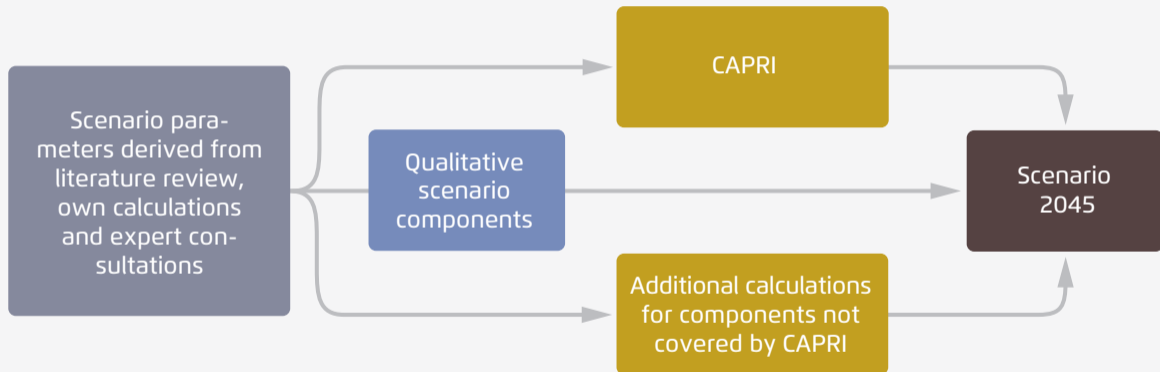 Scenario para-
meters derived from
literature review,
own calculations
and expert con-
sultations
CAPRI
Qualitative
scenario
components
Additional calculations
for components not
covered by CAPRI
Scenario
2045